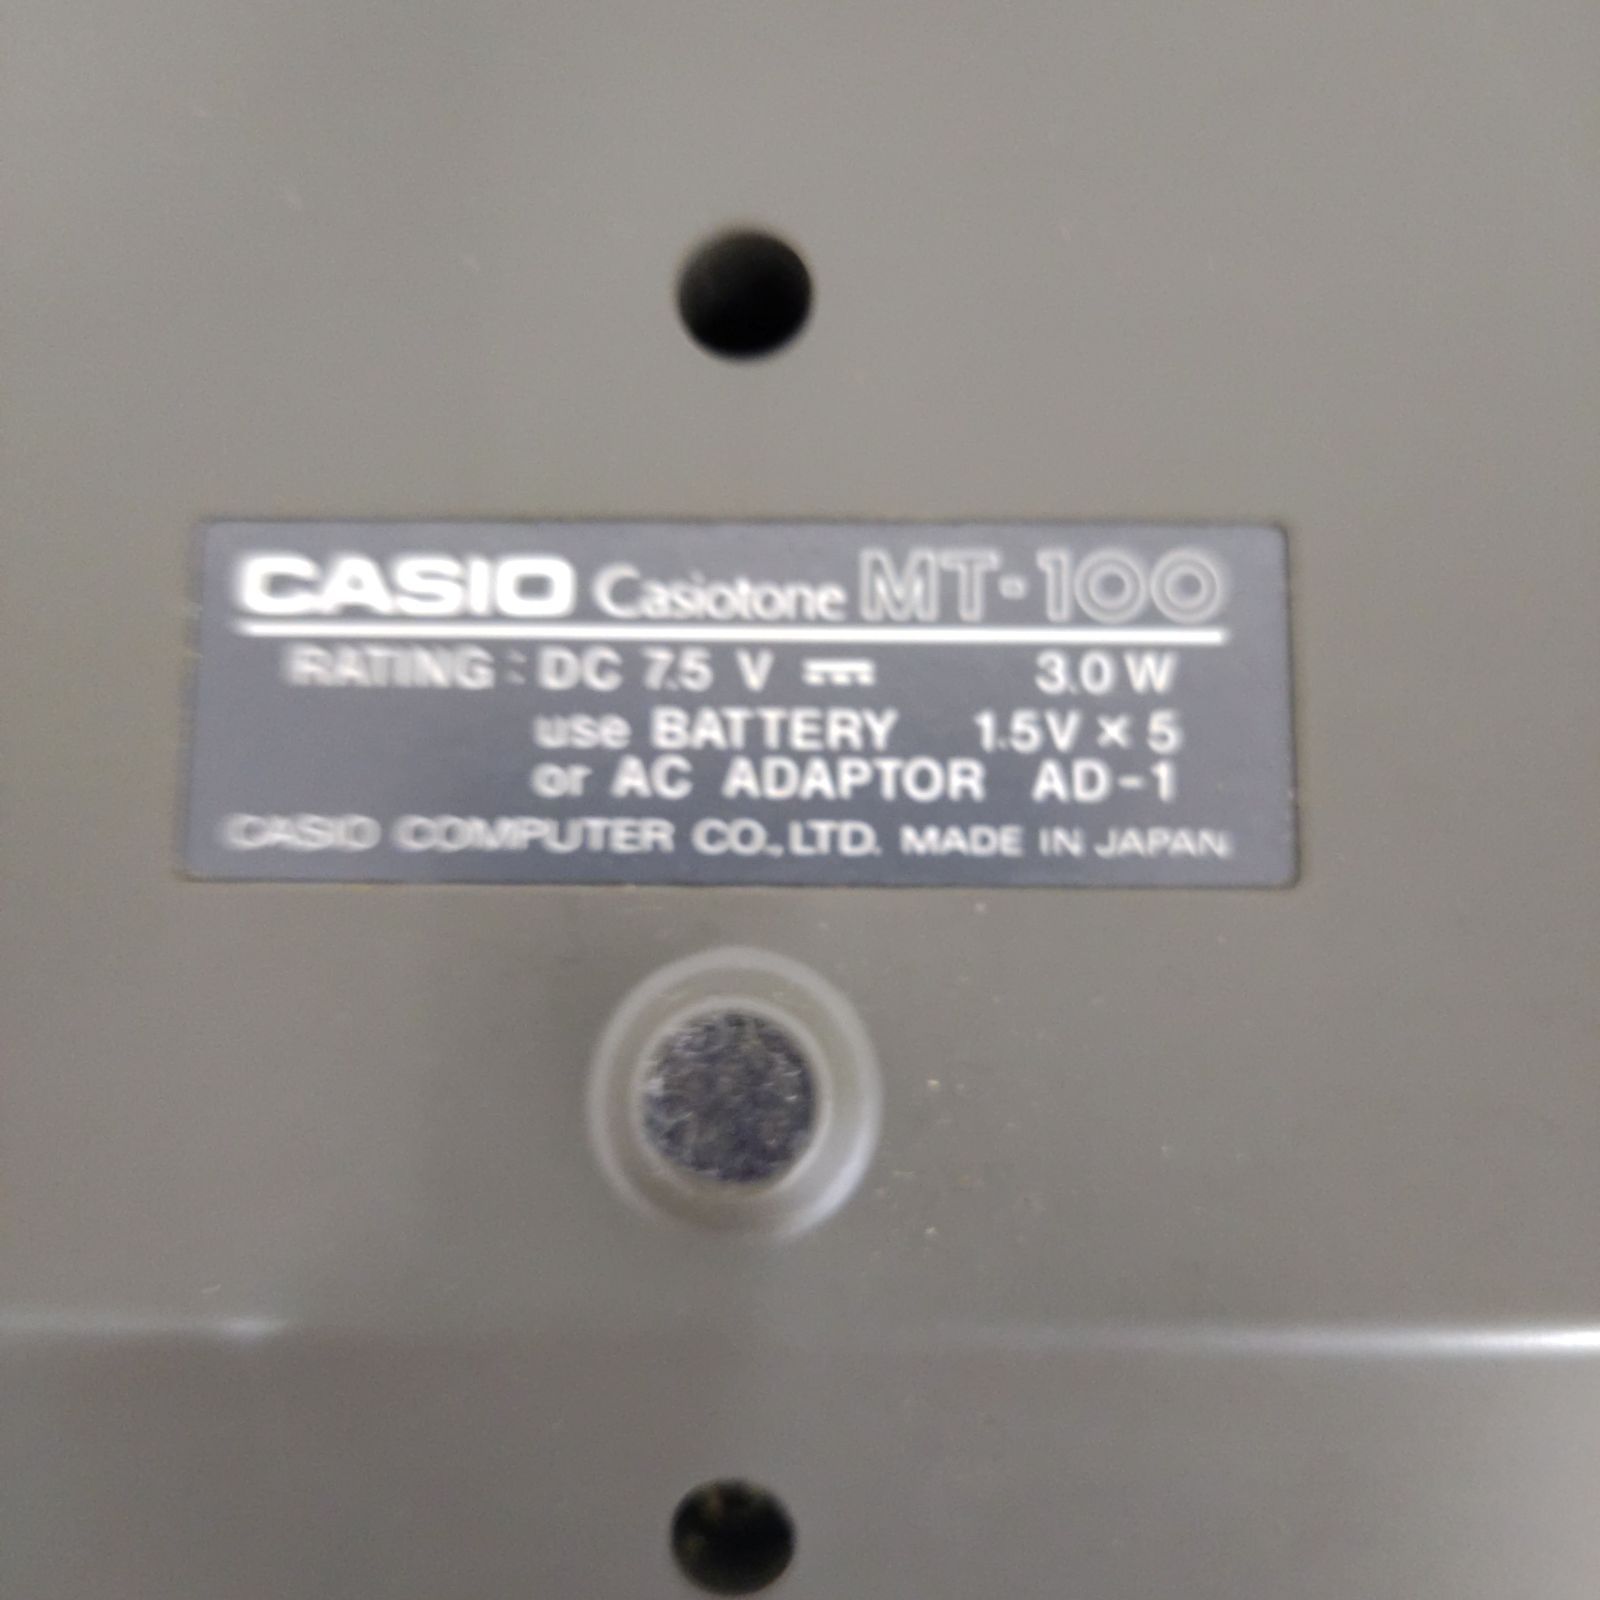 CASIO Casiotone MT-100
RATING : DC 7.5 V ⎓ 3.0 W
use BATTERY 1.5V × 5
or AC ADAPTOR AD-1
CASIO COMPUTER CO., LTD. MADE IN JAPAN